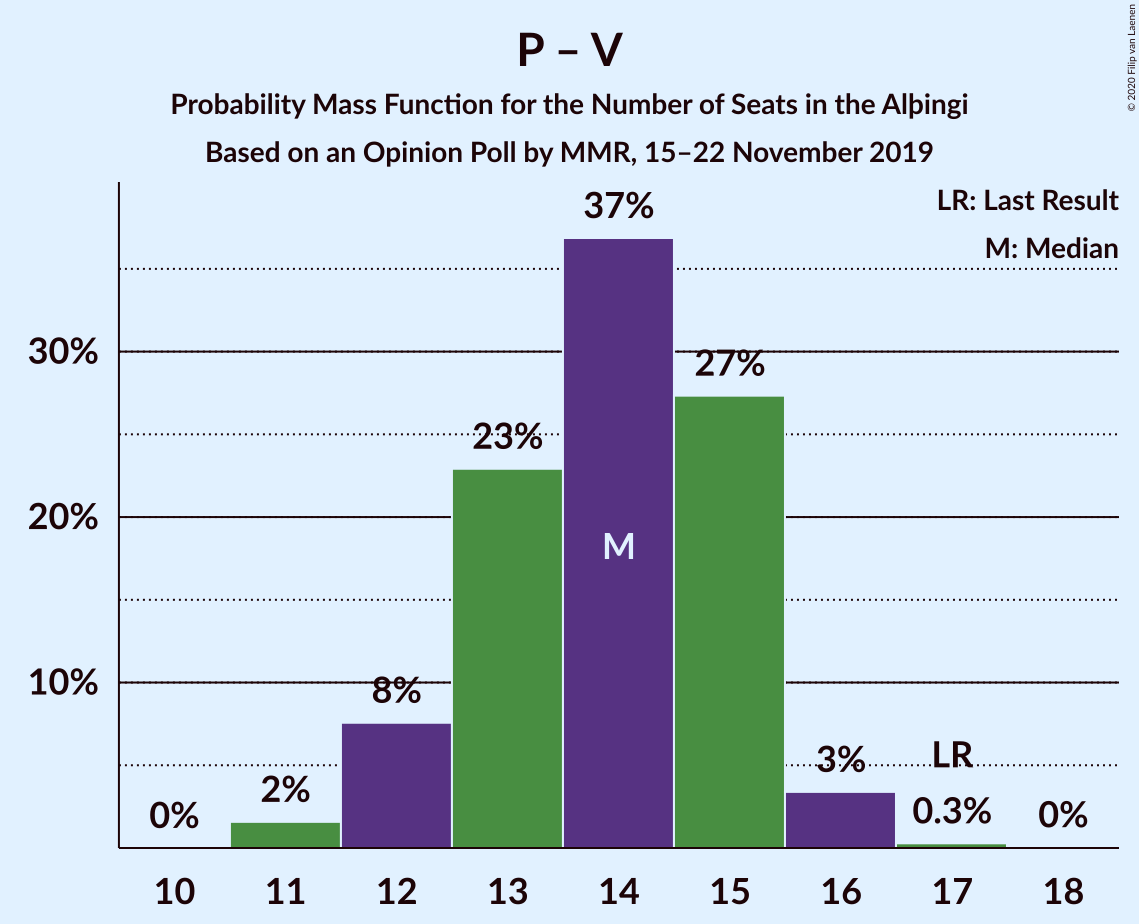 P – V
Probability Mass Function for the Number of Seats in the Alþingi
Based on an Opinion Poll by MMR, 15–22 November 2019
© 2020 Filip van Laenen
LR: Last Result
M: Median
30%
20%
10%
0%
2%
8%
23%
37%
M
27%
3%
LR
0.3%
0%
10 11 12 13 14 15 16 17 18